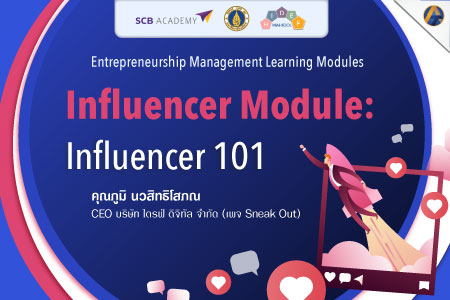 SCB ACADEMY
Entrepreneurship Management Learning Modules
Influencer Module:
Influencer 101
คุณภูมิ นวสิทธิโสภณ
CEO บริษัท ไดรฟ์ ดิจิทัล จำกัด (เพจ Sneak Out)